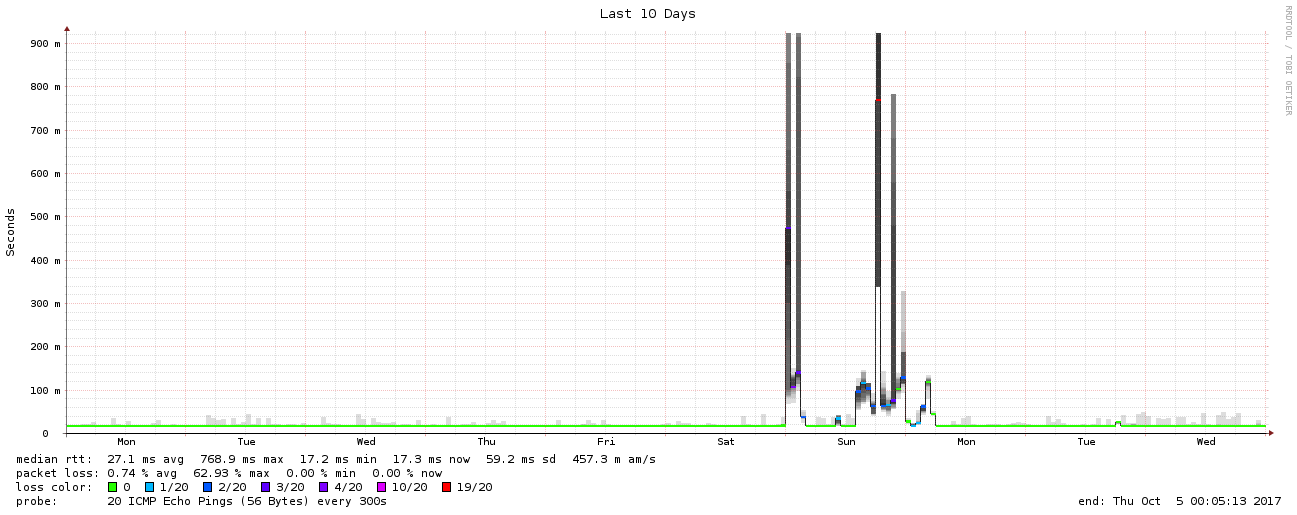 Last 10 Days
RRDTOOL / TOBI OETIKER
Seconds
900 m
800 m
700 m
600 m
500 m
400 m
300 m
200 m
100 m
0
Mon Tue Wed Thu Fri Sat Sun Mon Tue Wed
median rtt: 27.1 ms avg 768.9 ms max 17.2 ms min 17.3 ms now 59.2 ms sd 457.3 m am/s
packet loss: 0.74 % avg 62.93 % max 0.00 % min 0.00 % now
loss color: 0 1/20 2/20 3/20 4/20 10/20 19/20
probe: 20 ICMP Echo Pings (56 Bytes) every 300s end: Thu Oct 5 00:05:13 2017